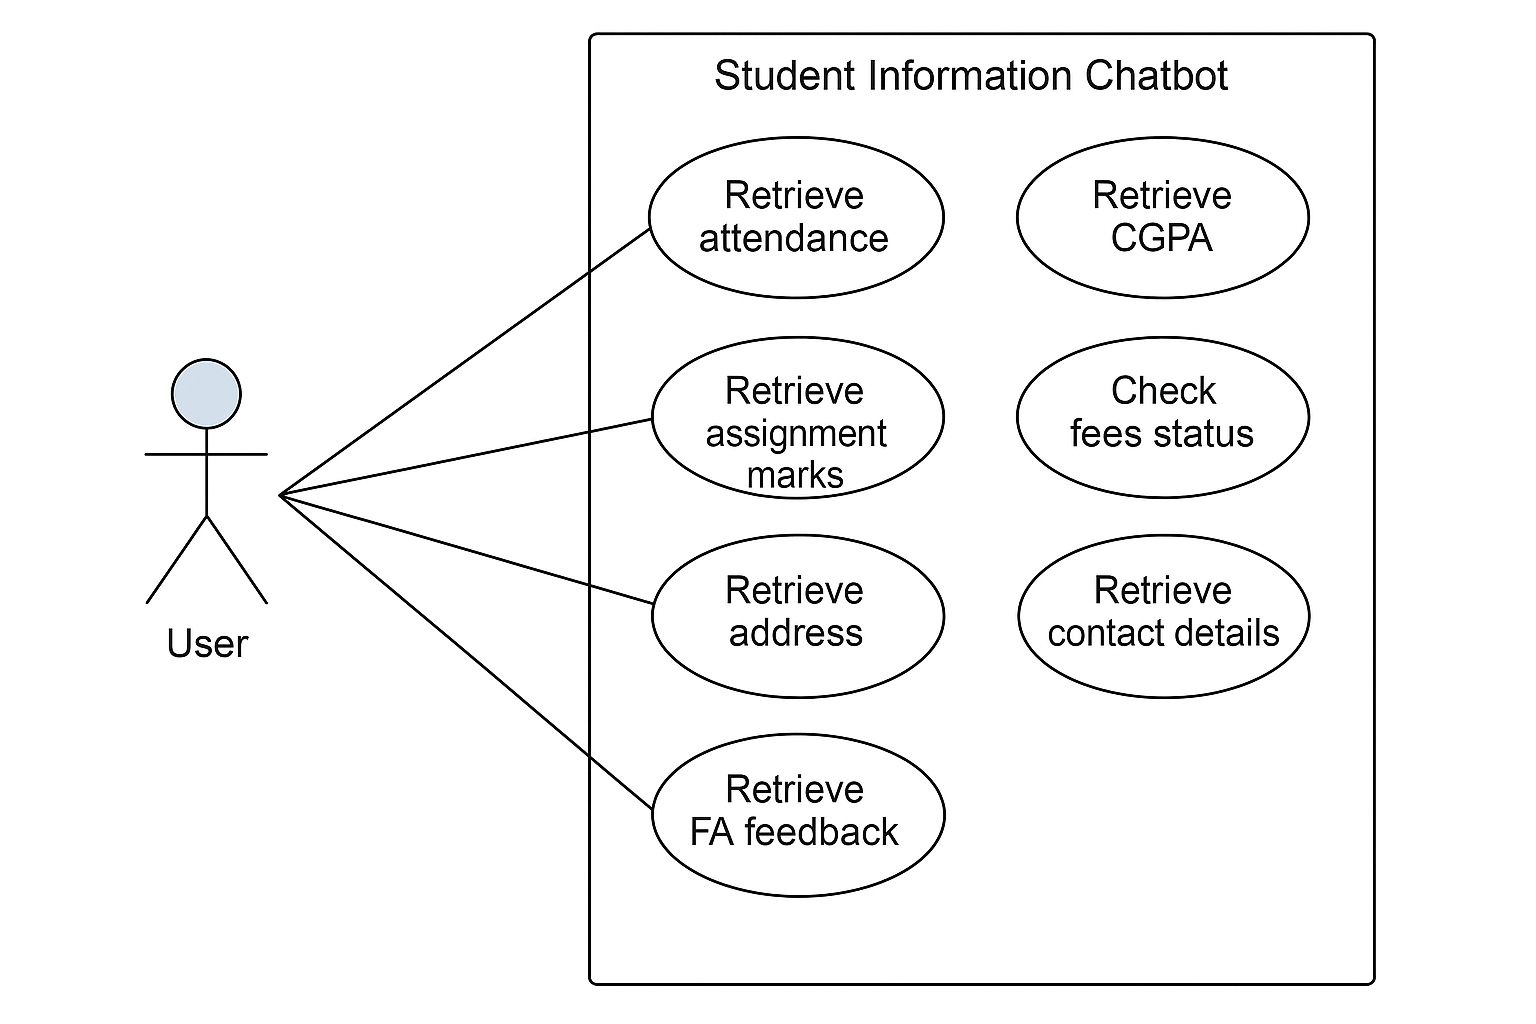 Student Information Chatbot
Retrieve
attendance
Retrieve
CGPA
Retrieve
assignment
marks
Check
fees status
Retrieve
address
Retrieve
contact details
Retrieve
FA feedback
User